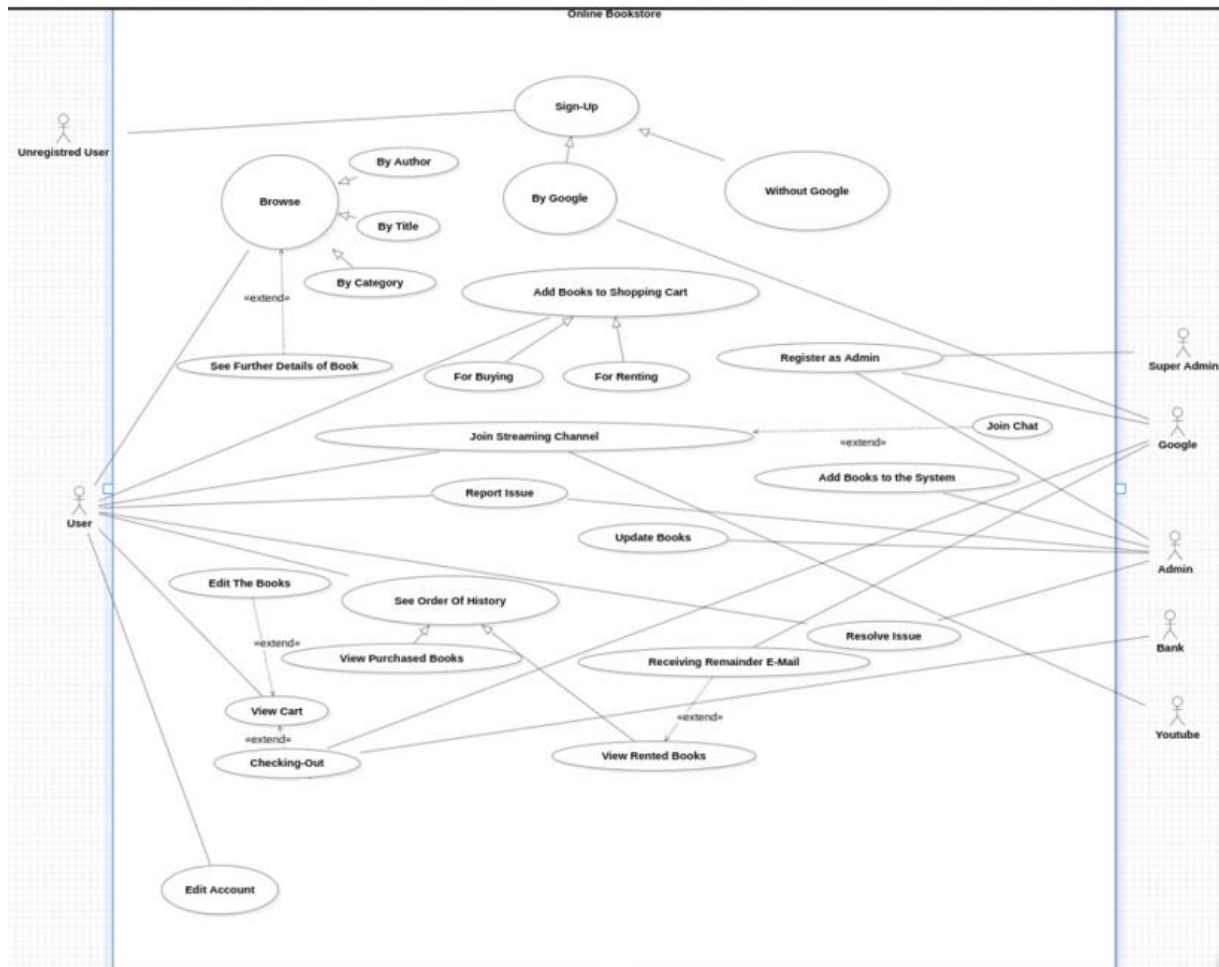 Online Bookstore
Sign-Up
Unregistred User
By Author
Browse
By Google
Without Google
By Title
By Category
«extend»
Add Books to Shopping Cart
See Further Details of Book
For Buying
For Renting
Register as Admin
Super Admin
Join Streaming Channel
«extend»
Join Chat
Google
Add Books to the System
Report Issue
User
Update Books
Admin
Edit The Books
See Order Of History
«extend»
View Purchased Books
Resolve Issue
Receiving Remainder E-Mail
Bank
View Cart
«extend»
«extend»
Checking-Out
View Rented Books
Youtube
Edit Account